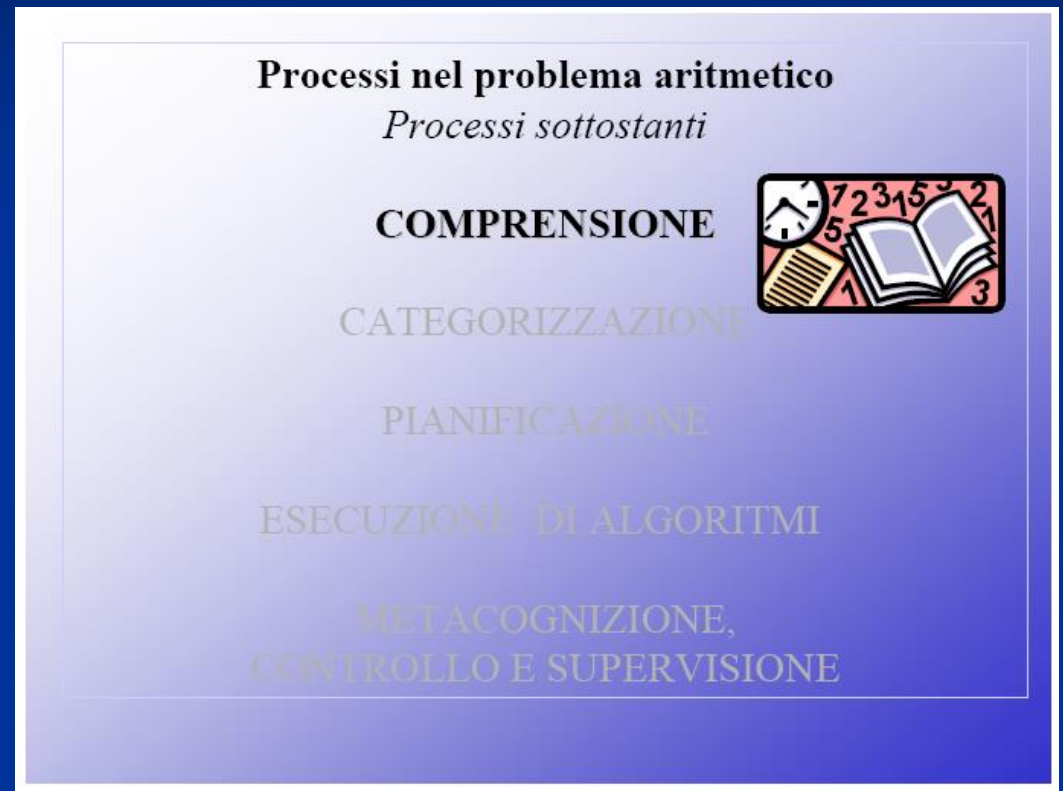 Processi nel problema aritmetico
Processi sottostanti
COMPRENSIONE
CATEGORIZZAZIONE
PIANIFICAZIONE
ESECUZIONE DI ALGORITMI
METACOGNIZIONE,
CONTROLLO E SUPERVISIONE